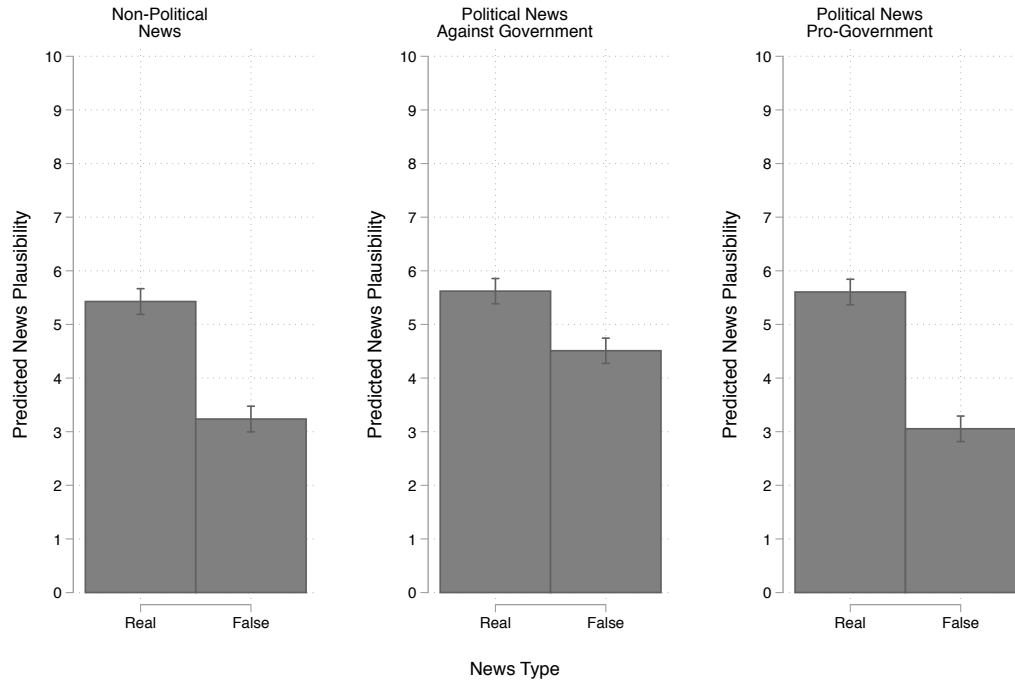 Non-Political
News
10
9
8
7
6
5
4
3
2
1
0
Predicted News Plausibility
Real False
Political News
Against Government
10
9
8
7
6
5
4
3
2
1
0
Predicted News Plausibility
Real False
Political News
Pro-Government
10
9
8
7
6
5
4
3
2
1
0
Predicted News Plausibility
Real False
News Type